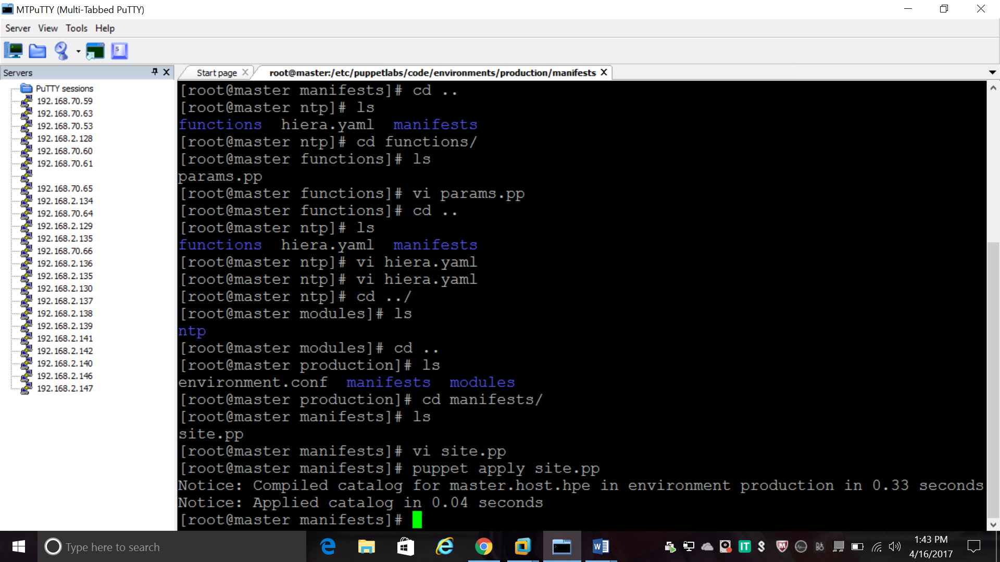 MTPuTTY (Multi-Tabbed PuTTY)
Server View Tools Help
Servers
PuTTY sessions
192.168.70.59
192.168.70.63
192.168.70.53
192.168.2.128
192.168.70.60
192.168.70.61
192.168.70.65
192.168.2.134
192.168.70.64
192.168.2.129
192.168.2.135
192.168.70.66
192.168.2.136
192.168.2.135
192.168.2.130
192.168.2.137
192.168.2.138
192.168.2.139
192.168.2.141
192.168.2.142
192.168.2.140
192.168.2.146
192.168.2.147
Start page root@master:/etc/puppetlabs/code/environments/production/manifests
[root@master manifests]# cd ..
[root@master ntp]# ls
functions hiera.yaml manifests
[root@master ntp]# cd functions/
[root@master functions]# ls
params.pp
[root@master functions]# vi params.pp
[root@master functions]# cd ..
[root@master ntp]# ls
functions hiera.yaml manifests
[root@master ntp]# vi hiera.yaml
[root@master ntp]# vi hiera.yaml
[root@master ntp]# cd ../
[root@master modules]# ls
ntp
[root@master modules]# cd ..
[root@master production]# ls
environment.conf manifests modules
[root@master production]# cd manifests/
[root@master manifests]# ls
site.pp
[root@master manifests]# vi site.pp
[root@master manifests]# puppet apply site.pp
Notice: Compiled catalog for master.host.hpe in environment production in 0.33 seconds
Notice: Applied catalog in 0.04 seconds
[root@master manifests]#
Type here to search
1:43 PM
4/16/2017